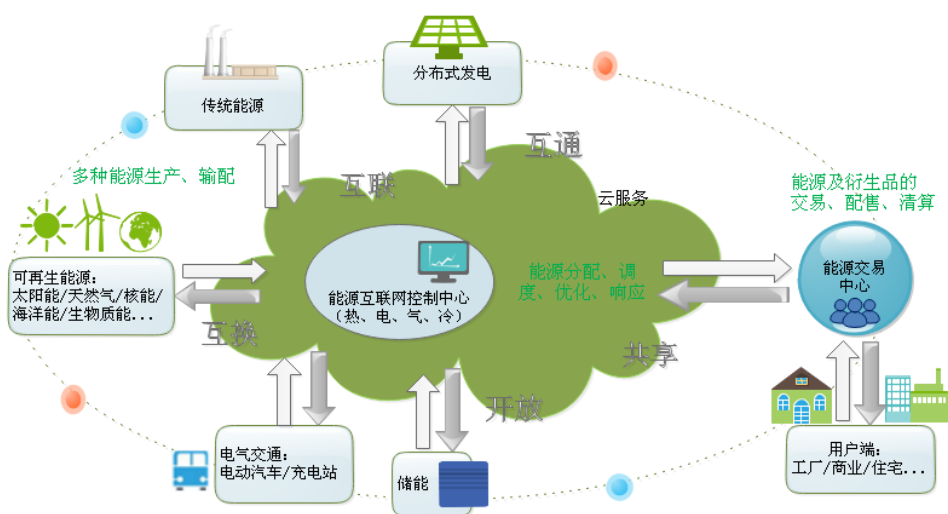 分布式发电
传统能源
互通
多种能源生产、输配
互联
云服务
能源及衍生品的
交易、配售、清算
可再生能源：
太阳能/天然气/核能/
海洋能/生物质能...
能源互联网控制中心
（热、电、气、冷）
能源分配、调
度、优化、响应
能源交易
中心
互换
共享
开放
电气交通：
电动汽车/充电站
储能
用户端：
工厂/商业/住宅...